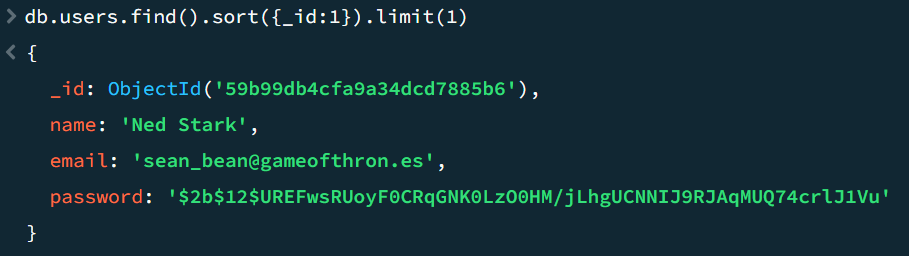 > db.users.find().sort({_id:1}).limit(1)
< {
_id: ObjectId('59b99db4cfa9a34dcd7885b6'),
name: 'Ned Stark',
email: 'sean_bean@gameofthron.es',
password: '$2b$12$UREFwsRUoyF0CRqGNK0LzO0HM/jLhgUCNNIJ9RJAqMUQ74crlJ1Vu'
}